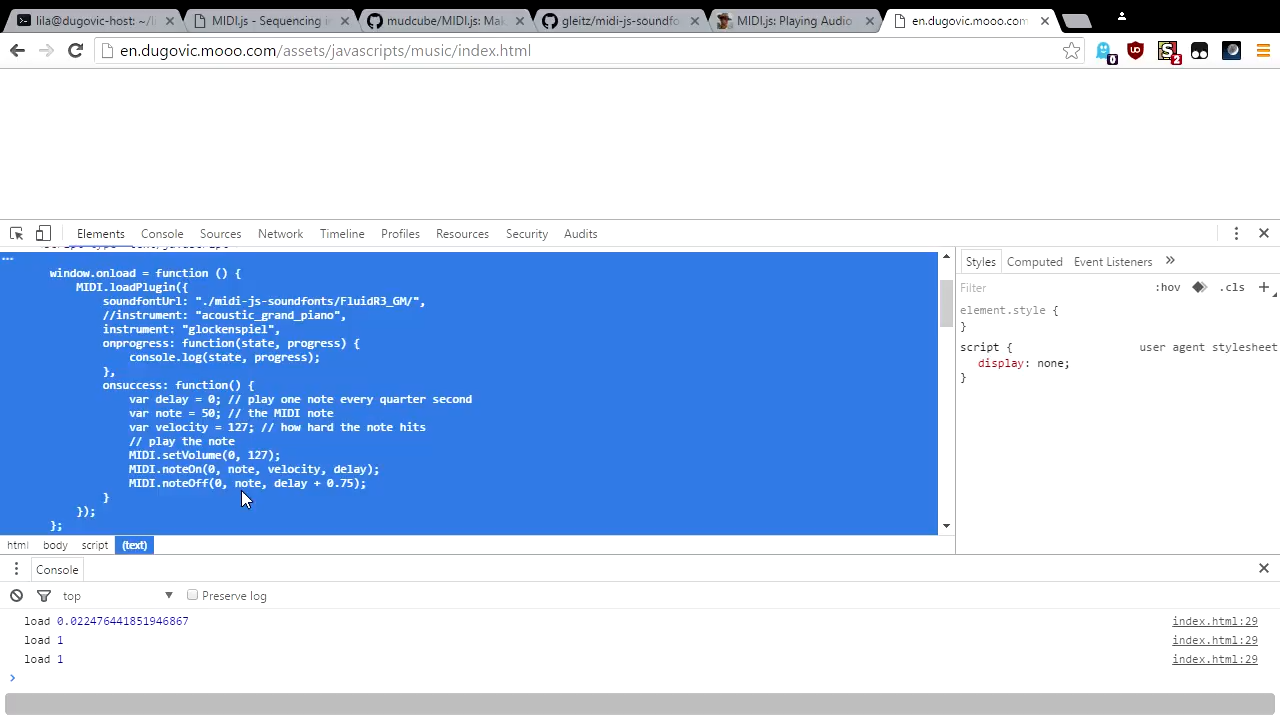 lila@dugovic-host: ~/li
MIDI.js - Sequencing in
mudcube/MIDI.js: Mak
gleitz/midi-js-soundfo
MIDI.js: Playing Audio
en.dugovic.mooo.com
en.dugovic.mooo.com/assets/javascripts/music/index.html
0
2
Elements Console Sources Network Timeline Profiles Resources Security Audits
window.onload = function () {
MIDI.loadPlugin({
soundfontUrl: "./midi-js-soundfonts/FluidR3_GM/",
//instrument: "acoustic_grand_piano",
instrument: "glockenspiel",
onprogress: function(state, progress) {
console.log(state, progress);
},
onsuccess: function() {
var delay = 0; // play one note every quarter second
var note = 50; // the MIDI note
var velocity = 127; // how hard the note hits
// play the note
MIDI.setVolume(0, 127);
MIDI.noteOn(0, note, velocity, delay);
MIDI.noteOff(0, note, delay + 0.75);
}
});
};
html body script (text)
Styles Computed Event Listeners »
Filter :hov .cls +
element.style {
}
script { user agent stylesheet
display: none;
}
Console
top Preserve log
load 0.022476441851946867 index.html:29
load 1 index.html:29
load 1 index.html:29
>